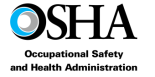 OSHA
Occupational Safety
and Health Administration